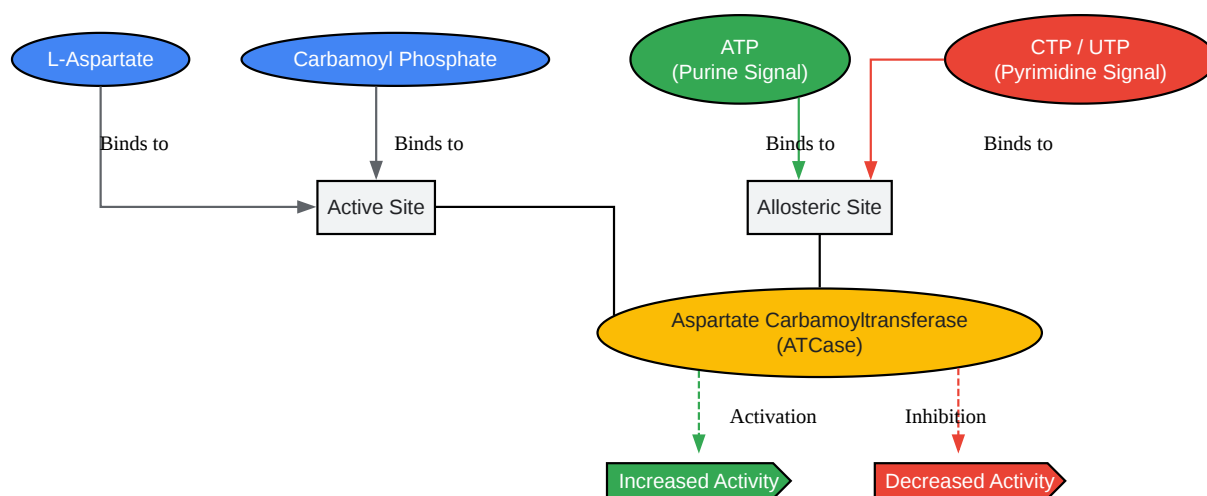 L-Aspartate
Carbamoyl Phosphate
ATP
(Purine Signal)
CTP / UTP
(Pyrimidine Signal)
Binds to
Binds to
Binds to
Binds to
Active Site
Allosteric Site
Aspartate Carbamoyltransferase
(ATCase)
Activation
Inhibition
Increased Activity
Decreased Activity